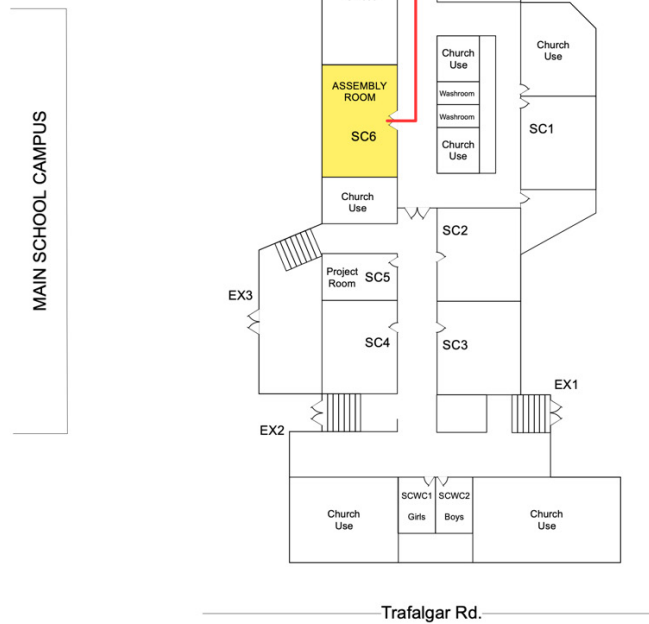 MAIN SCHOOL CAMPUS
Church
Use
Church
Use
ASSEMBLY
ROOM
Washroom
Washroom
SC6
SC1
Church
Use
Church
Use
SC2
Project
Room
SC5
EX3
SC4
SC3
EX1
EX2
SCWC1
Girls
SCWC2
Boys
Church
Use
Church
Use
Trafalgar Rd.